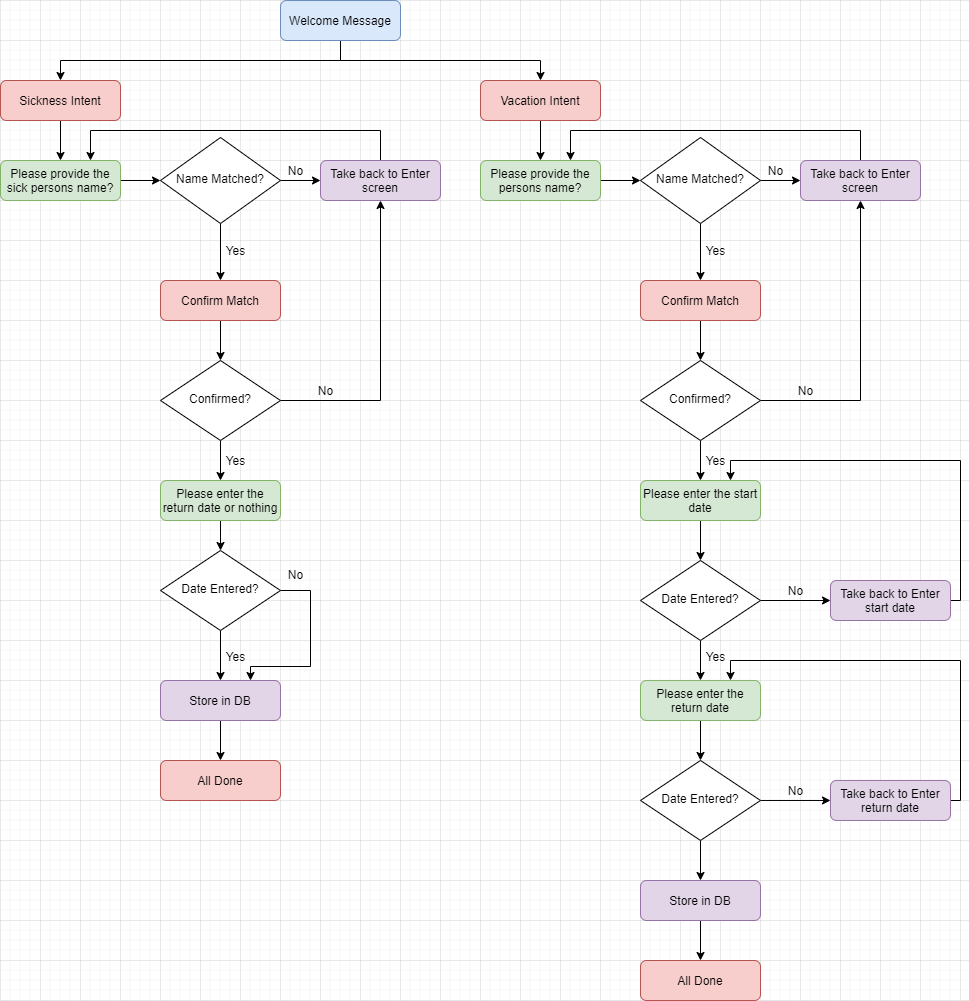 Welcome Message
Sickness Intent
Vacation Intent
Please provide the
sick persons name?
Name Matched?
No
Take back to Enter
screen
Please provide the
persons name?
Name Matched?
No
Take back to Enter
screen
Yes
Yes
Confirm Match
Confirm Match
Confirmed?
No
Confirmed?
No
Yes
Yes
Please enter the
return date or nothing
Please enter the start
date
Date Entered?
No
Date Entered?
No
Take back to Enter
start date
Yes
Yes
Store in DB
Please enter the
return date
All Done
Date Entered?
No
Take back to Enter
return date
Store in DB
All Done